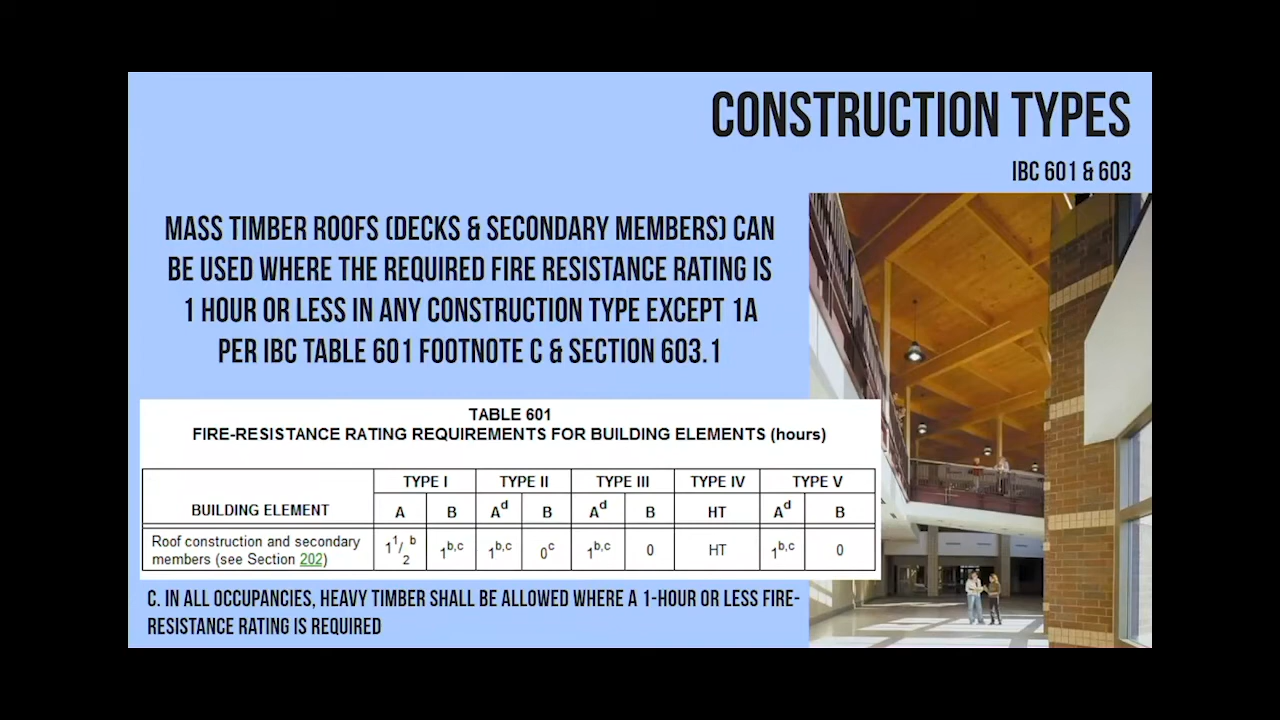 CONSTRUCTION TYPES
IBC 601 & 603
MASS TIMBER ROOFS (DECKS & SECONDARY MEMBERS) CAN
BE USED WHERE THE REQUIRED FIRE RESISTANCE RATING IS
1 HOUR OR LESS IN ANY CONSTRUCTION TYPE EXCEPT 1A
PER IBC TABLE 601 FOOTNOTE C & SECTION 603.1
TABLE 601
FIRE-RESISTANCE RATING REQUIREMENTS FOR BUILDING ELEMENTS (hours)
BUILDING ELEMENT TYPE I TYPE II TYPE III TYPE IV TYPE V
A B A^d B A^d B HT A^d B
Roof construction and secondary
members (see Section 202) 1 1/2 ^b 1^b,c 1^b,c 0^c 1^b,c 0 HT 1^b,c 0
C. IN ALL OCCUPANCIES, HEAVY TIMBER SHALL BE ALLOWED WHERE A 1-HOUR OR LESS FIRE-
RESISTANCE RATING IS REQUIRED